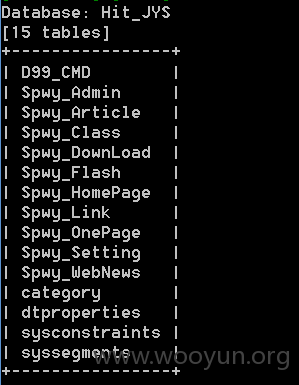 Database: Hit_JYS
[15 tables]
+---------------+
| D99_CMD       |
| Spwy_Admin    |
| Spwy_Article  |
| Spwy_Class    |
| Spwy_DownLoad |
| Spwy_Flash    |
| Spwy_HomePage |
| Spwy_Link     |
| Spwy_OnePage  |
| Spwy_Setting  |
| Spwy_WebNews  |
| category      |
| dtproperties  |
| sysconstraints |
| syssegments   |
+---------------+
www.wooyun.org